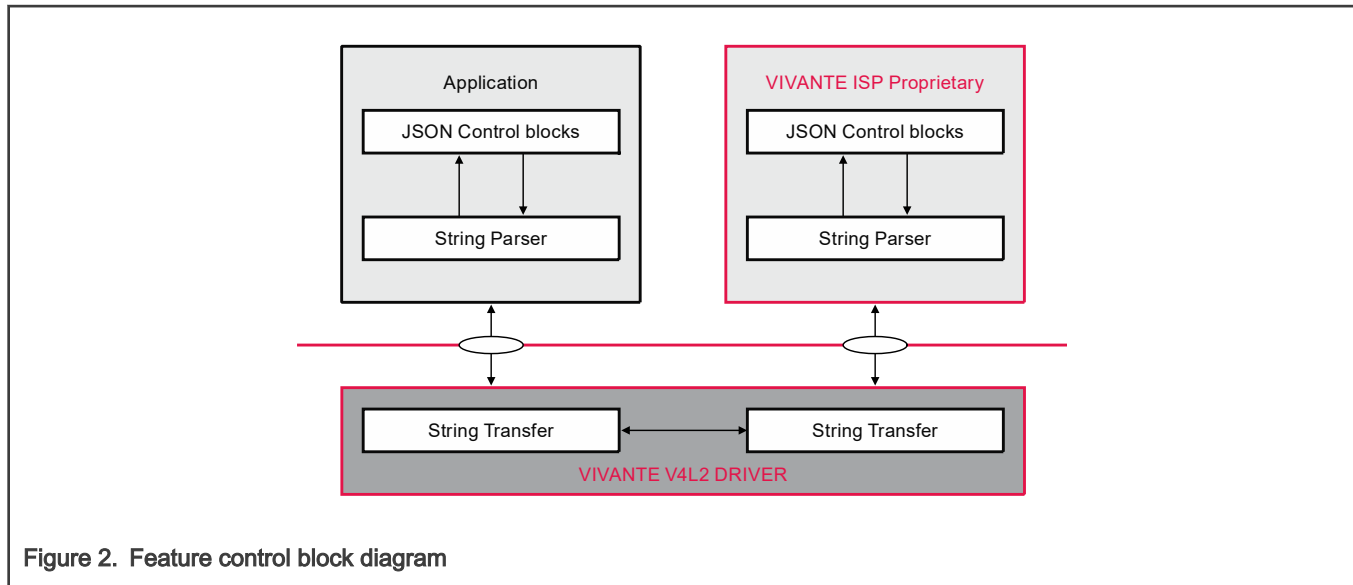 Application
JSON Control blocks
String Parser
VIVANTE ISP Proprietary
JSON Control blocks
String Parser
String Transfer
String Transfer
VIVANTE V4L2 DRIVER
Figure 2. Feature control block diagram